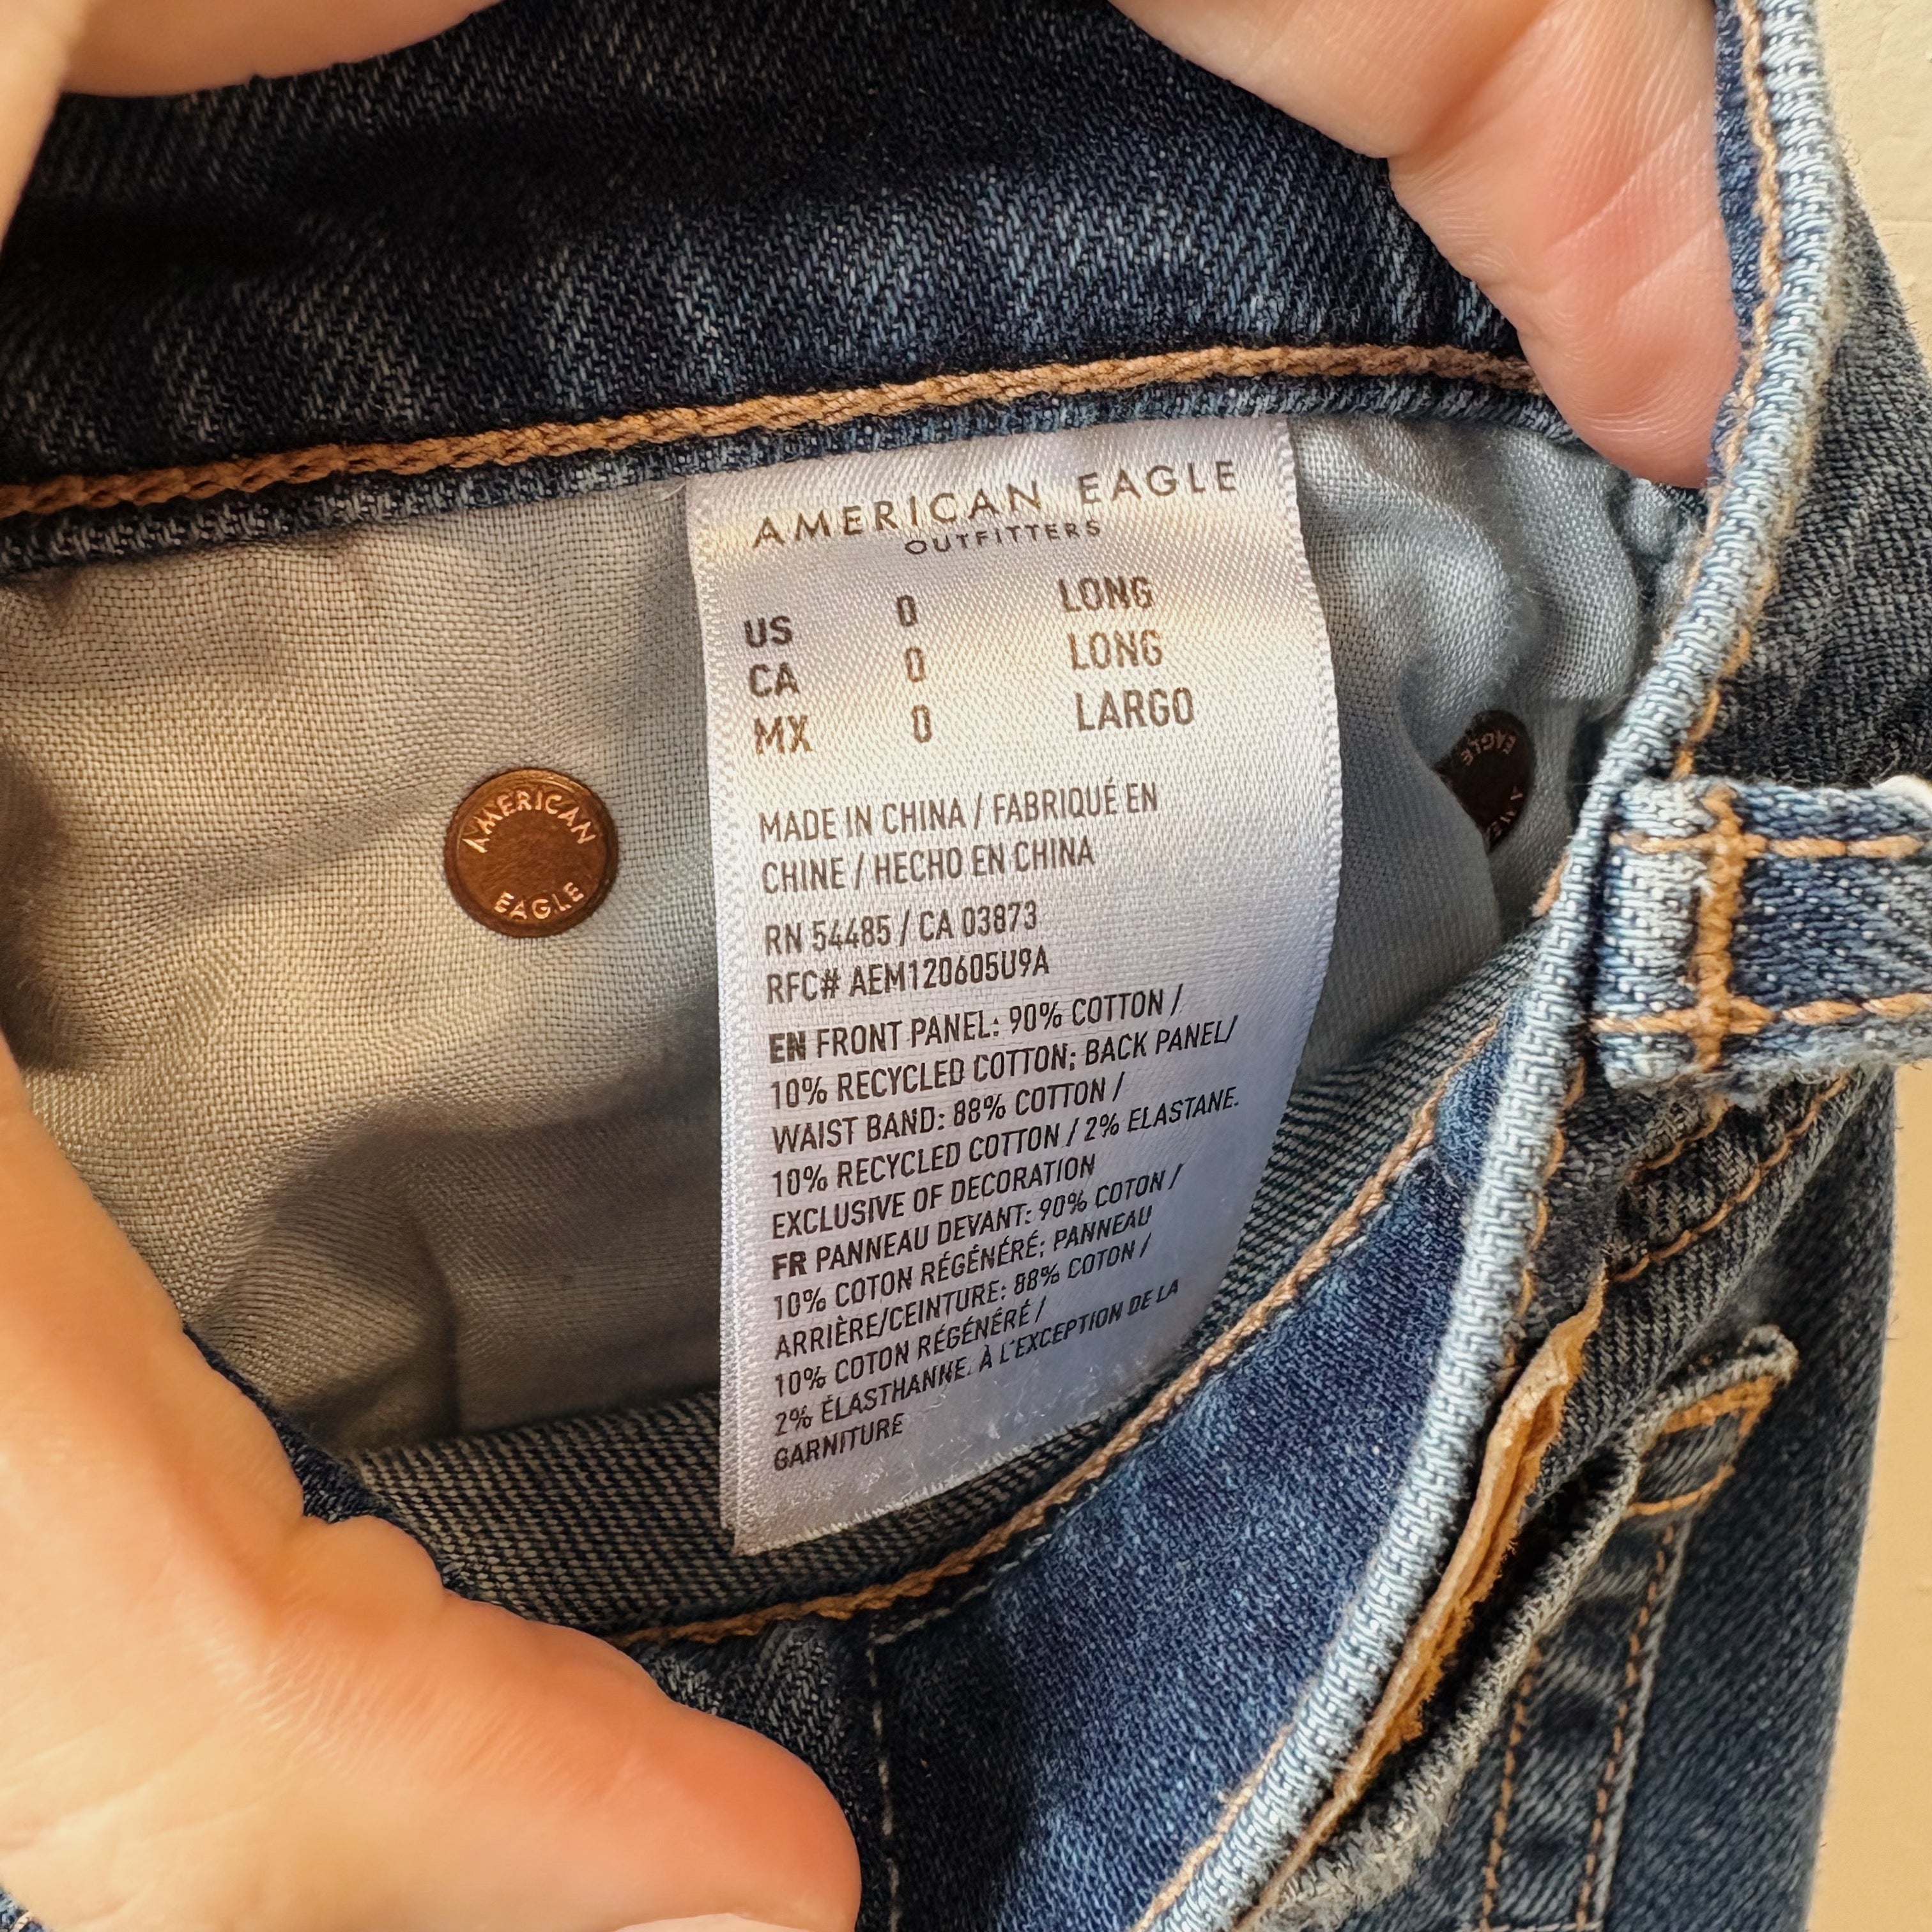 AMERICAN EAGLE
OUTFITTERS
US 0 LONG
CA 0 LONG
MX 0 LARGO
MADE IN CHINA / FABRIQUÉ EN
CHINE / HECHO EN CHINA
RN 54485 / CA 03873
RFC# AEM120605U9A
EN FRONT PANEL: 90% COTTON /
10% RECYCLED COTTON; BACK PANEL/
WAIST BAND: 88% COTTON /
10% RECYCLED COTTON / 2% ELASTANE.
EXCLUSIVE OF DECORATION
FR PANNEAU DEVANT: 90% COTON /
10% COTON RÉGÉNÉRÉ; PANNEAU
ARRIÈRE/CEINTURE: 88% COTON /
10% COTON RÉGÉNÉRÉ /
2% ÉLASTHANNE. À L'EXCEPTION DE LA
GARNITURE
AMERICAN
EAGLE
EAGLE